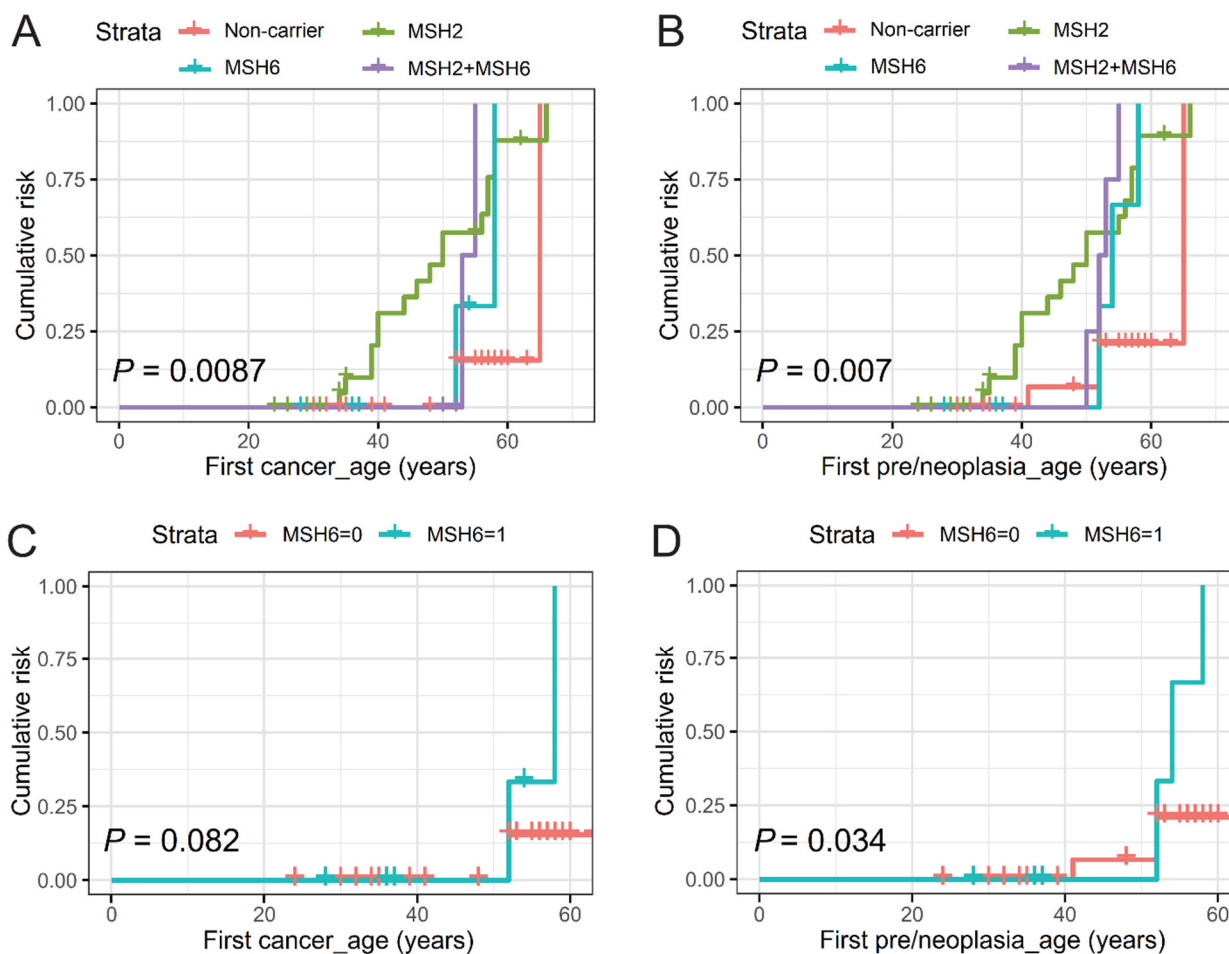 A
Strata Non-carrier MSH2
MSH6 MSH2+MSH6
1.00
0.75
0.50
0.25
0.00
Cumulative risk
P = 0.0087
0 20 40 60
First cancer_age (years)
B
Strata Non-carrier MSH2
MSH6 MSH2+MSH6
1.00
0.75
0.50
0.25
0.00
Cumulative risk
P = 0.007
0 20 40 60
First pre/neoplasia_age (years)
C
Strata MSH6=0 MSH6=1
1.00
0.75
0.50
0.25
0.00
Cumulative risk
P = 0.082
0 20 40 60
First cancer_age (years)
D
Strata MSH6=0 MSH6=1
1.00
0.75
0.50
0.25
0.00
Cumulative risk
P = 0.034
0 20 40 60
First pre/neoplasia_age (years)